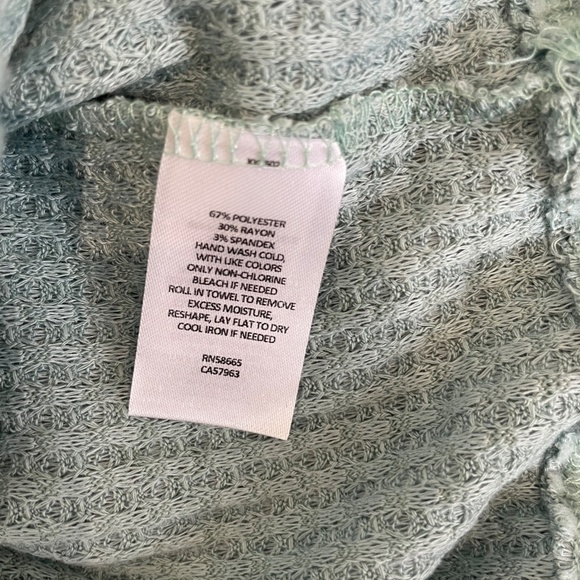 67% POLYESTER
30% RAYON
3% SPANDEX
HAND WASH COLD,
WITH LIKE COLORS
ONLY NON-CHLORINE
BLEACH IF NEEDED
ROLL IN TOWEL TO REMOVE
EXCESS MOISTURE,
RESHAPE, LAY FLAT TO DRY
COOL IRON IF NEEDED
RN58665
CA57963